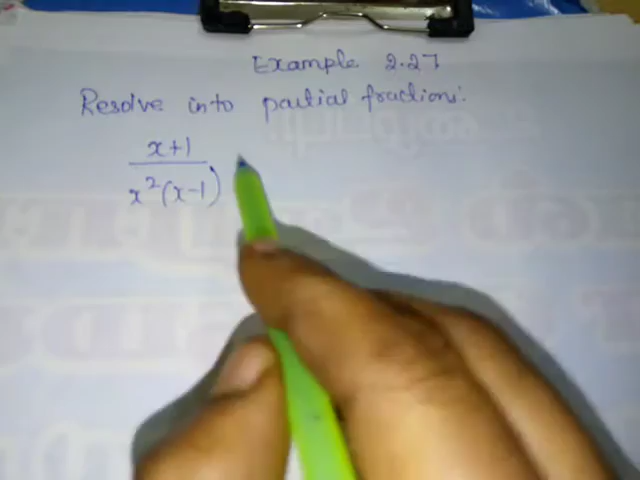 Example 2.27
Resolve into partial fractions:
x+1
x²(x-1)